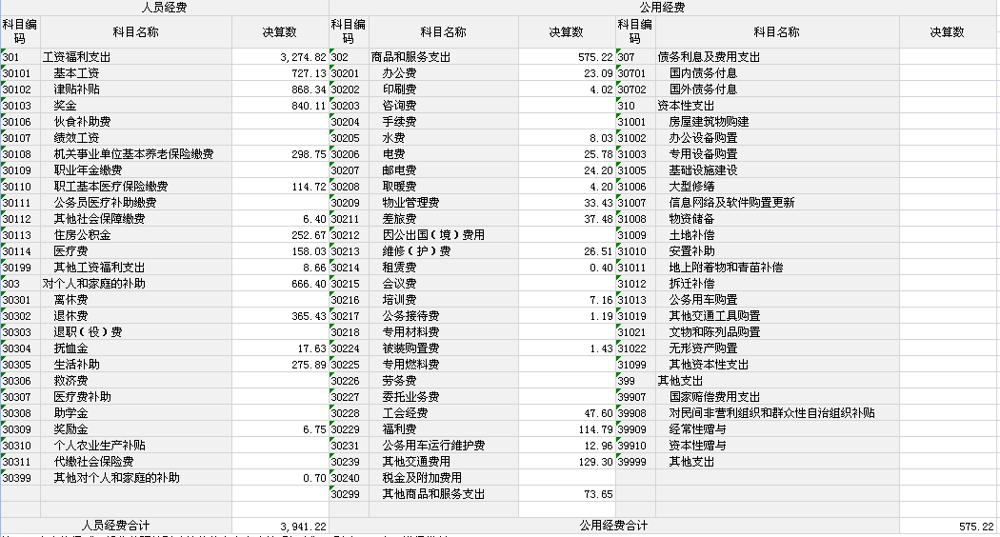 人员经费 公用经费
科目编码 科目名称 决算数 科目编码 科目名称 决算数 科目编码 科目名称 决算数
301 工资福利支出 3,274.82 302 商品和服务支出 575.22 307 债务利息及费用支出
30101 基本工资 727.13 30201 办公费 23.09 30701 国内债务付息
30102 津贴补贴 868.34 30202 印刷费 4.02 30702 国外债务付息
30103 奖金 840.11 30203 咨询费 310 资本性支出
30106 伙食补助费 30204 手续费 31001 房屋建筑物购建
30107 绩效工资 30205 水费 8.03 31002 办公设备购置
30108 机关事业单位基本养老保险缴费 298.75 30206 电费 25.78 31003 专用设备购置
30109 职业年金缴费 30207 邮电费 24.20 31005 基础设施建设
30110 职工基本医疗保险缴费 114.72 30208 取暖费 4.20 31006 大型修缮
30111 公务员医疗补助缴费 30209 物业管理费 33.43 31007 信息网络及软件购置更新
30112 其他社会保障缴费 6.40 30211 差旅费 37.48 31008 物资储备
30113 住房公积金 252.67 30212 因公出国（境）费用 31009 土地补偿
30114 医疗费 158.03 30213 维修（护）费 26.51 31010 安置补助
30199 其他工资福利支出 8.66 30214 租赁费 0.40 31011 地上附着物和青苗补偿
303 对个人和家庭的补助 666.40 30215 会议费 31012 拆迁补偿
30301 离休费 30216 培训费 7.16 31013 公务用车购置
30302 退休费 365.43 30217 公务接待费 1.19 31019 其他交通工具购置
30303 退职（役）费 30218 专用材料费 31021 文物和陈列品购置
30304 抚恤金 17.63 30224 被装购置费 1.43 31022 无形资产购置
30305 生活补助 275.89 30225 专用燃料费 31099 其他资本性支出
30306 救济费 30226 劳务费 399 其他支出
30307 医疗费补助 30227 委托业务费 39907 国家赔偿费用支出
30308 助学金 30228 工会经费 47.60 39908 对民间非营利组织和群众性自治组织补贴
30309 奖励金 6.75 30229 福利费 114.79 39909 经常性赠与
30310 个人农业生产补贴 30231 公务用车运行维护费 12.96 39910 资本性赠与
30311 代缴社会保险费 30239 其他交通费用 129.30 39999 其他支出
30399 其他对个人和家庭的补助 0.70 30240 税金及附加费用
30299 其他商品和服务支出 73.65
人员经费合计 3,941.22 公用经费合计 575.22